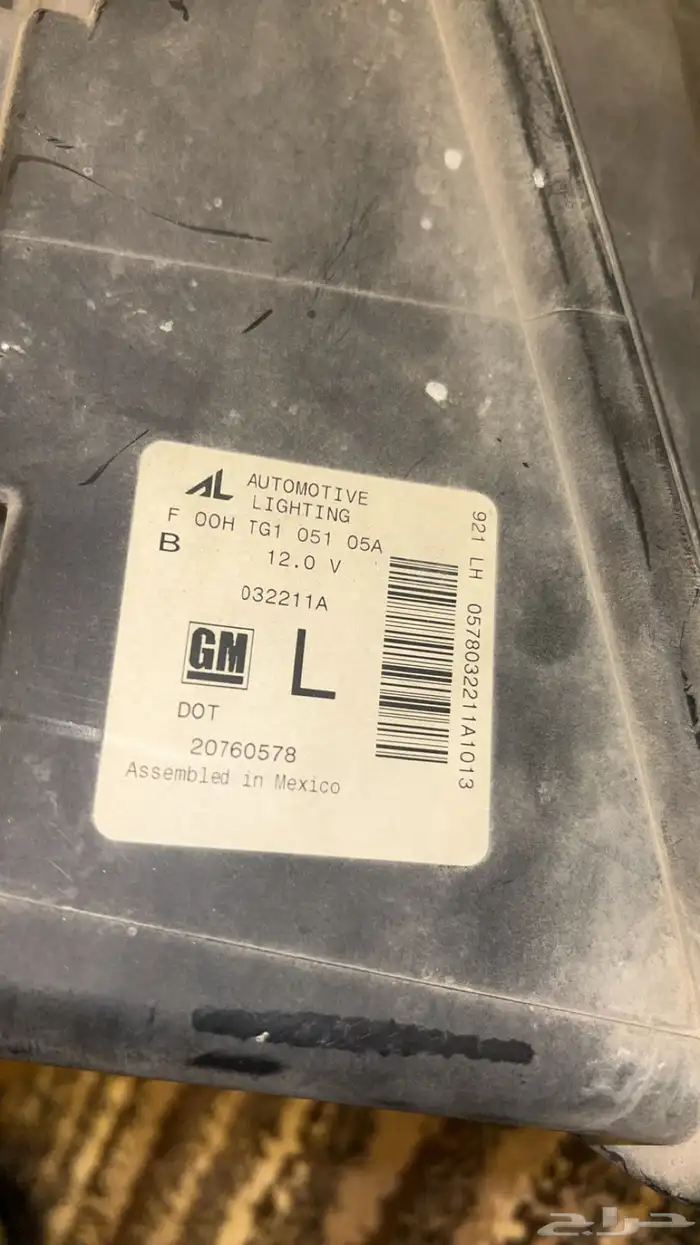 AL AUTOMOTIVE
LIGHTING
F 00H TG1 051 05A
B 12.0 V
032211A
GM L
DOT
20760578
Assembled in Mexico
921 LH 0578032211A1013
حراج